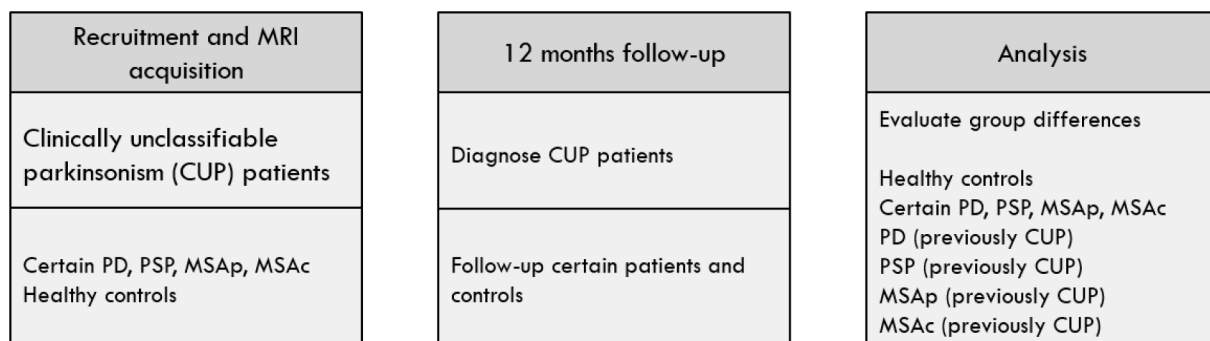 Recruitment and MRI
acquisition
Clinically unclassifiable
parkinsonism (CUP) patients
Certain PD, PSP, MSAp, MSAc
Healthy controls
12 months follow-up
Diagnose CUP patients
Follow-up certain patients and
controls
Analysis
Evaluate group differences
Healthy controls
Certain PD, PSP, MSAp, MSAc
PD (previously CUP)
PSP (previously CUP)
MSAp (previously CUP)
MSAc (previously CUP)